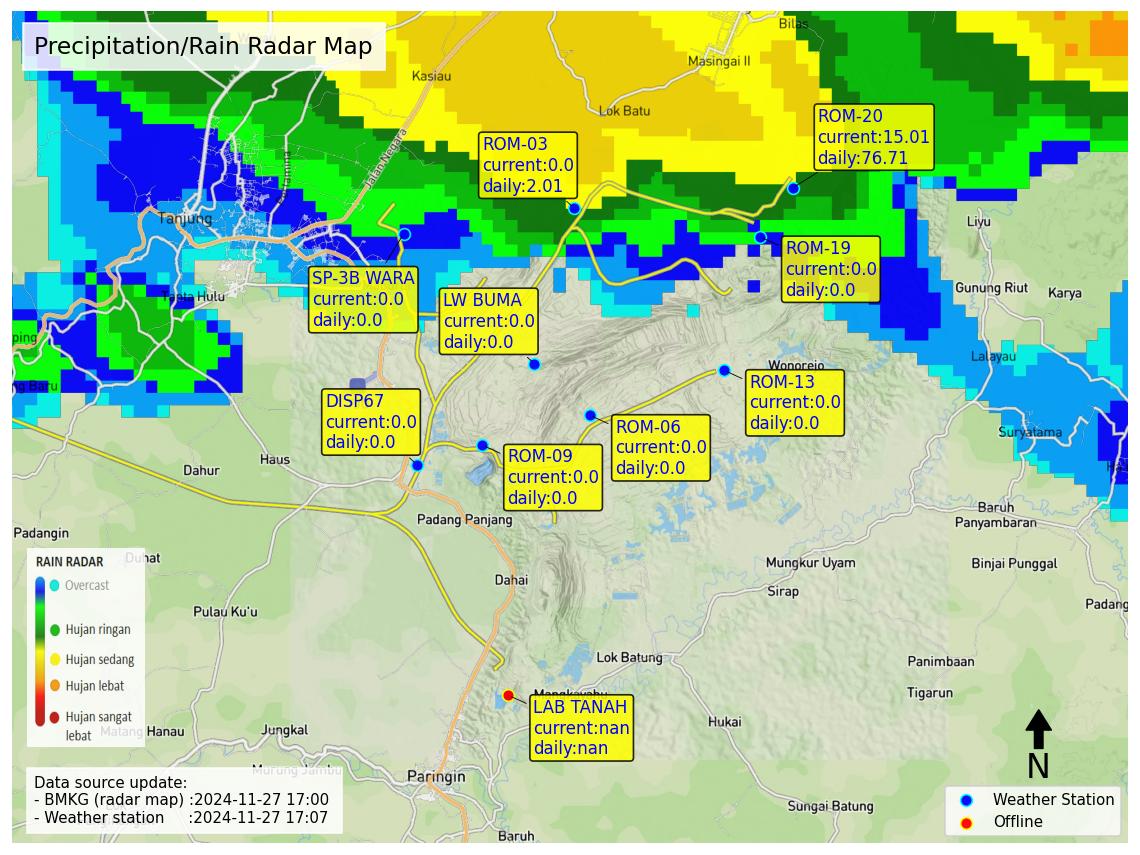 Precipitation/Rain Radar Map
Bilas
Masingai II
Kasiau
Lok Batu
Jalan Negara
ROM-20
current:15.01
daily:76.71
ROM-03
current:0.0
daily:2.01
Tanjung
Liyu
ROM-19
current:0.0
daily:0.0
SP-3B WARA
current:0.0
daily:0.0
LW BUMA
current:0.0
daily:0.0
Gunung Riut
Karya
Tapla Hulu
ping
Lalayau
Wonorejo
ng Baru
ROM-13
current:0.0
daily:0.0
DISP67
current:0.0
daily:0.0
ROM-06
current:0.0
daily:0.0
Suryatama
ROM-09
current:0.0
daily:0.0
Haus
Dahur
Baruh
Panyambaran
Padang Panjang
Padangin
Duhat
Mungkur Uyam
Binjai Punggal
Dahai
Sirap
Padang
Pulau Ku'u
RAIN RADAR
Overcast
Hujan ringan
Hujan sedang
Hujan lebat
Hujan sangat
lebat
Lok Batung
Panimbaan
Tigarun
Mangkayahu
LAB TANAH
current:nan
daily:nan
Hukai
Matang Hanau
Jungkal
Murung Jambu
Paringin
Sungai Batung
Baruh
Data source update:
- BMKG (radar map) :2024-11-27 17:00
- Weather station :2024-11-27 17:07
N
Weather Station
Offline